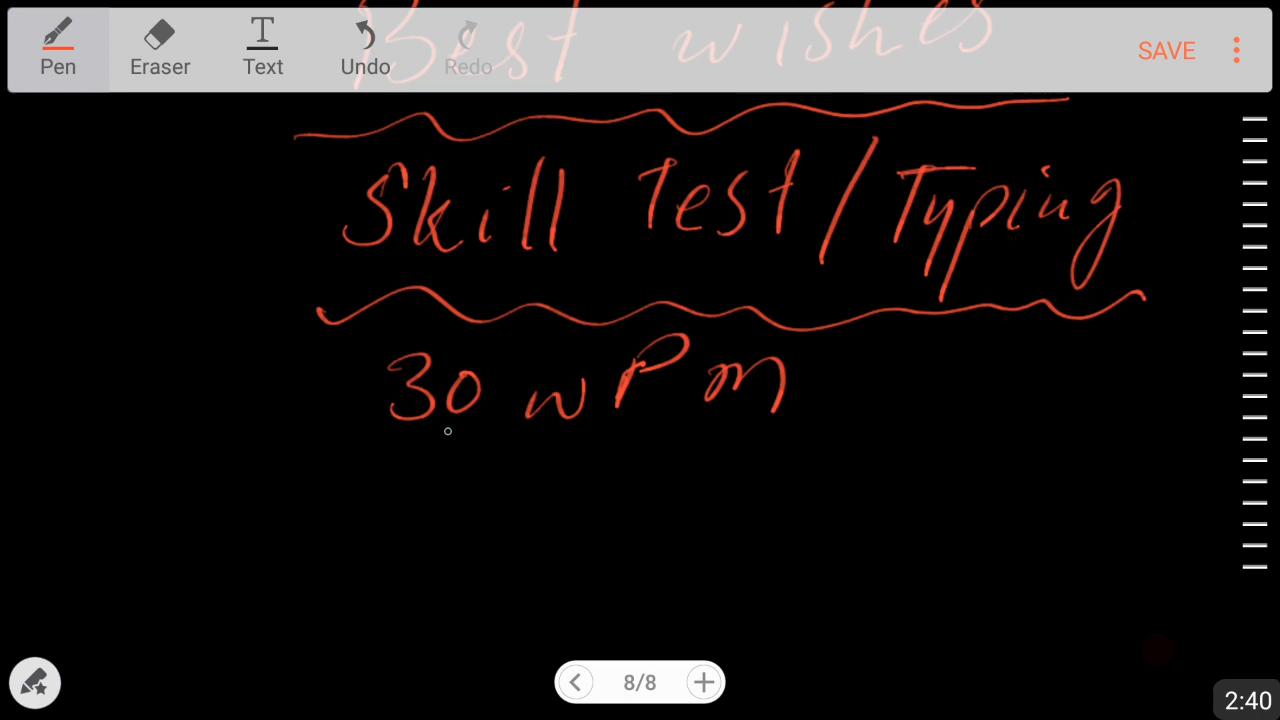 Best wishes
Pen Eraser Text Undo Redo SAVE
Skill Test/Typing
30 wPm
8/8
2:40